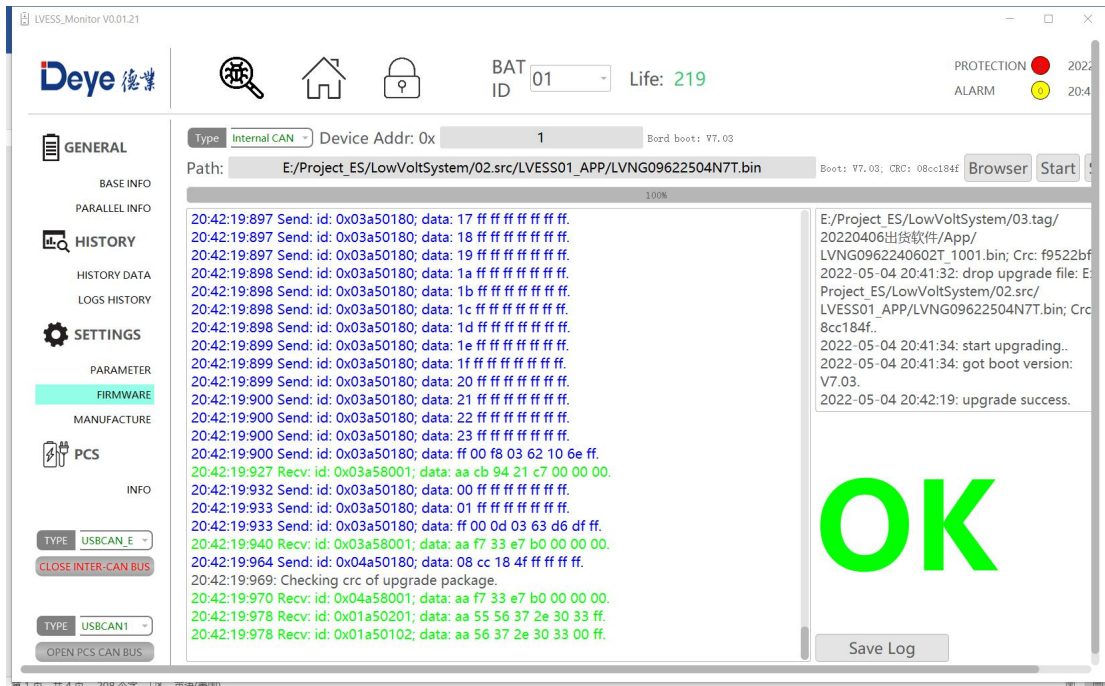 LVESS_Monitor V0.01.21
Deye 德業
BAT ID 01 Life: 219
PROTECTION 2022
ALARM 0 20:4
GENERAL
BASE INFO
PARALLEL INFO
HISTORY
HISTORY DATA
LOGS HISTORY
SETTINGS
PARAMETER
FIRMWARE
MANUFACTURE
PCS
INFO
TYPE USBCAN_E
CLOSE INTER-CAN BUS
TYPE USBCAN1
OPEN PCS CAN BUS
Type Internal CAN Device Addr: 0x 1 Bord boot: V7.03
Path: E:/Project_ES/LowVoltSystem/02.src/LVESS01_APP/LVNG09622504N7T.bin Boot: V7.03; CRC: 08cc184f Browser Start S
100%
20:42:19:897 Send: id: 0x03a50180; data: 17 ff ff ff ff ff ff ff.
20:42:19:897 Send: id: 0x03a50180; data: 18 ff ff ff ff ff ff ff.
20:42:19:897 Send: id: 0x03a50180; data: 19 ff ff ff ff ff ff ff.
20:42:19:898 Send: id: 0x03a50180; data: 1a ff ff ff ff ff ff ff.
20:42:19:898 Send: id: 0x03a50180; data: 1b ff ff ff ff ff ff ff.
20:42:19:898 Send: id: 0x03a50180; data: 1c ff ff ff ff ff ff ff.
20:42:19:898 Send: id: 0x03a50180; data: 1d ff ff ff ff ff ff ff.
20:42:19:899 Send: id: 0x03a50180; data: 1e ff ff ff ff ff ff ff.
20:42:19:899 Send: id: 0x03a50180; data: 1f ff ff ff ff ff ff ff.
20:42:19:899 Send: id: 0x03a50180; data: 20 ff ff ff ff ff ff ff.
20:42:19:900 Send: id: 0x03a50180; data: 21 ff ff ff ff ff ff ff.
20:42:19:900 Send: id: 0x03a50180; data: 22 ff ff ff ff ff ff ff.
20:42:19:900 Send: id: 0x03a50180; data: 23 ff ff ff ff ff ff ff.
20:42:19:900 Send: id: 0x03a50180; data: ff 00 f8 03 62 10 6e ff.
20:42:19:927 Recv: id: 0x03a58001; data: aa cb 94 21 c7 00 00 00.
20:42:19:932 Send: id: 0x03a50180; data: 00 ff ff ff ff ff ff ff.
20:42:19:933 Send: id: 0x03a50180; data: 01 ff ff ff ff ff ff ff.
20:42:19:933 Send: id: 0x03a50180; data: ff 00 0d 03 63 d6 df ff.
20:42:19:940 Recv: id: 0x03a58001; data: aa f7 33 e7 b0 00 00 00.
20:42:19:964 Send: id: 0x04a50180; data: 08 cc 18 4f ff ff ff ff.
20:42:19:969: Checking crc of upgrade package.
20:42:19:970 Recv: id: 0x04a58001; data: aa f7 33 e7 b0 00 00 00.
20:42:19:978 Recv: id: 0x01a50201; data: aa 55 56 37 2e 30 33 ff.
20:42:19:978 Recv: id: 0x01a50102; data: aa 56 37 2e 30 33 00 ff.
E:/Project_ES/LowVoltSystem/03.tag/
20220406出货软件/App/
LVNG0962240602T_1001.bin; Crc: f9522bf
2022-05-04 20:41:32: drop upgrade file: E:
Project_ES/LowVoltSystem/02.src/
LVESS01_APP/LVNG09622504N7T.bin; Crc
8cc184f..
2022-05-04 20:41:34: start upgrading..
2022-05-04 20:41:34: got boot version:
V7.03.
2022-05-04 20:42:19: upgrade success.
OK
Save Log